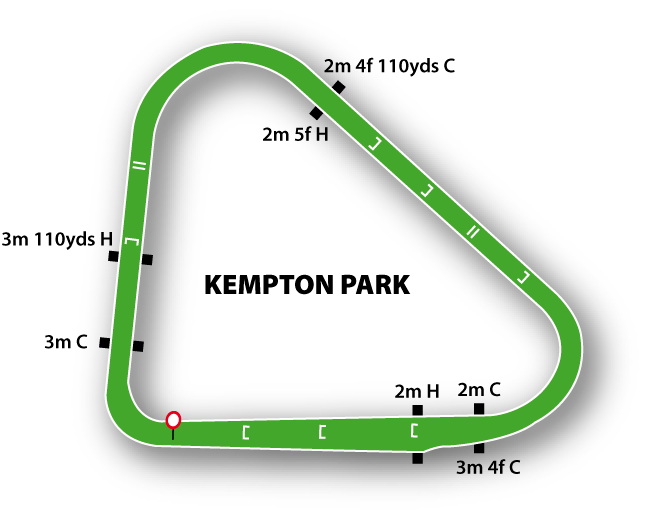 2m 4f 110yds C
2m 5f H
3m 110yds H
KEMPTON PARK
3m C
2m H
2m C
3m 4f C